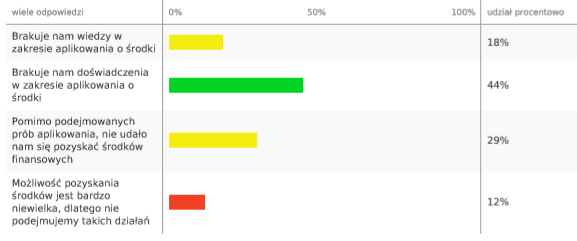 wiele odpowiedzi 0% 50% 100% udział procentowo
Brakuje nam wiedzy w
zakresie aplikowania o środki
18%
Brakuje nam doświadczenia
w zakresie aplikowania o
środki
44%
Pomimo podejmowanych
prób aplikowania, nie udało
nam się pozyskać środków
finansowych
29%
Możliwość pozyskania
środków jest bardzo
niewielka, dlatego nie
podejmujemy takich działań
12%